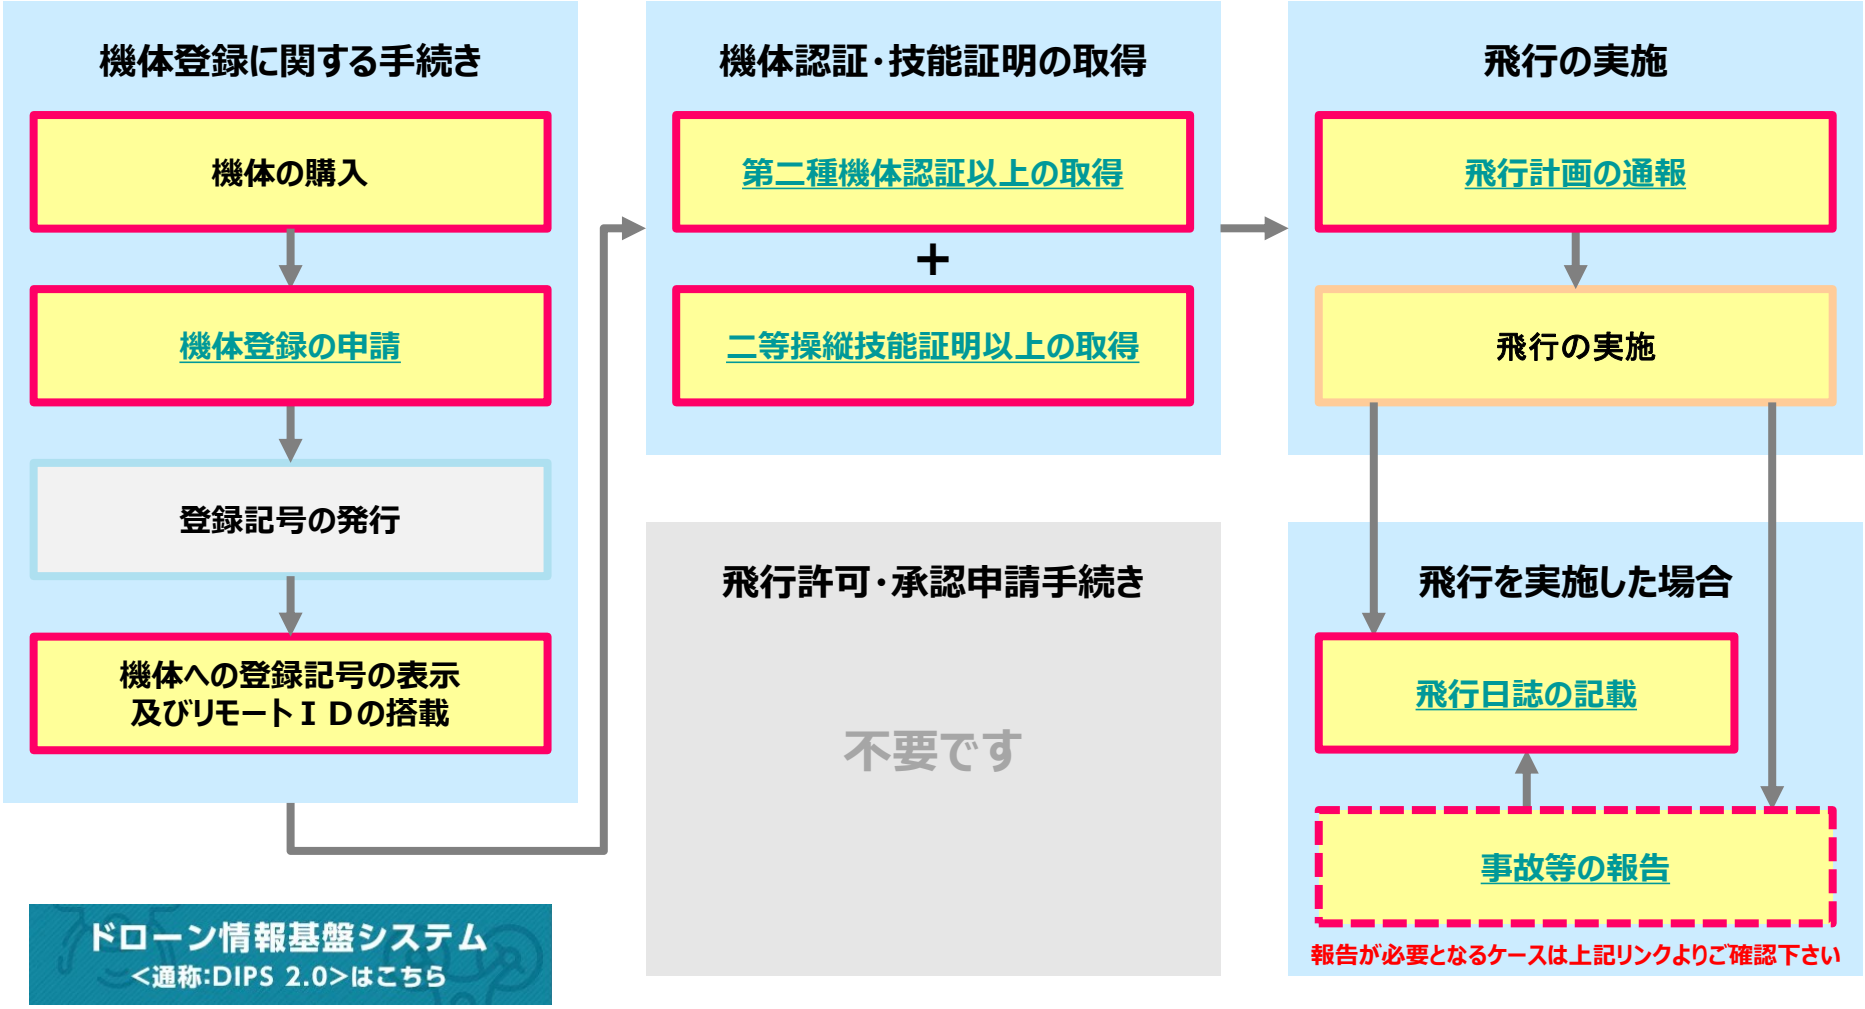 機体登録に関する手続き
機体の購入
機体登録の申請
登録記号の発行
機体への登録記号の表示
及びリモートＩＤの搭載
ドローン情報基盤システム
<通称:DIPS 2.0>はこちら
機体認証・技能証明の取得
第二種機体認証以上の取得
+
二等操縦技能証明以上の取得
飛行許可・承認申請手続き
不要です
飛行の実施
飛行計画の通報
飛行の実施
飛行を実施した場合
飛行日誌の記載
事故等の報告
報告が必要となるケースは上記リンクよりご確認下さい